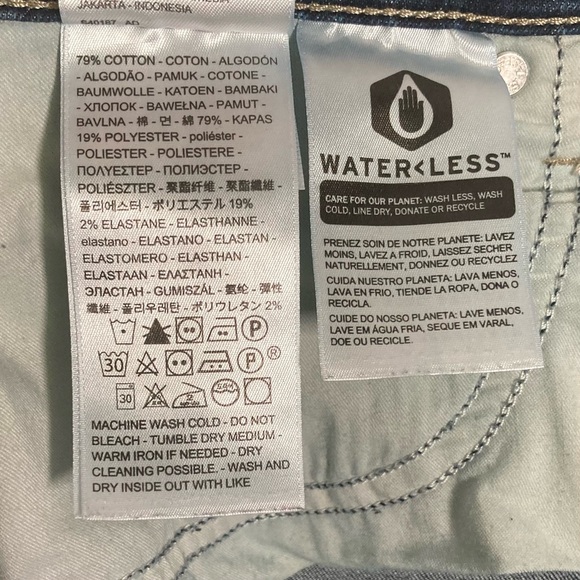 JAKARTA - INDONESIA
79% COTTON - COTON - ALGODÓN
- ALGODÃO - PAMUK - COTONE -
BAUMWOLLE - KATOEN - BAMBAKI
- ХЛОПОК - BAWEŁNA - PAMUT -
BAVLNA - 棉 - 면 - 綿 79% - KAPAS
19% POLYESTER - poliéster -
POLIESTER - POLIESTERE -
ΠΟΛΥΕΣΤΕΡ - ПОЛИЭСТЕР -
POLIÉSZTER - 聚酯纤维 - 聚酯纖維 -
폴리에스터 - ポリエステル 19%
2% ELASTANE - ELASTHANNE -
elastano - ELASTANO - ELASTAN -
ELASTOMERO - ELASTHAN -
ELASTAAN - ΕΛΑΣΤΑΝΗ -
ЭЛАСТАН - GUMISZÁL - 氨纶 - 彈性
纖維 - 폴리우레탄 - ポリウレタン 2%
P
30 P ®
30
MACHINE WASH COLD - DO NOT
BLEACH - TUMBLE DRY MEDIUM -
WARM IRON IF NEEDED - DRY
CLEANING POSSIBLE. - WASH AND
DRY INSIDE OUT WITH LIKE
WATER<LESS™
CARE FOR OUR PLANET: WASH LESS, WASH
COLD, LINE DRY, DONATE OR RECYCLE
PRENEZ SOIN DE NOTRE PLANETE: LAVEZ
MOINS, LAVEZ A FROID, LAISSEZ SECHER
NATURELLEMENT, DONNEZ OU RECYCLEZ
CUIDA NUESTRO PLANETA: LAVA MENOS,
LAVA EN FRIO, TIENDE LA ROPA, DONA O
RECICLA.
CUIDE DO NOSSO PLANETA: LAVE MENOS.
LAVE EM ÁGUA FRIA, SEQUE EM VARAL,
DOE OU RECICLE.